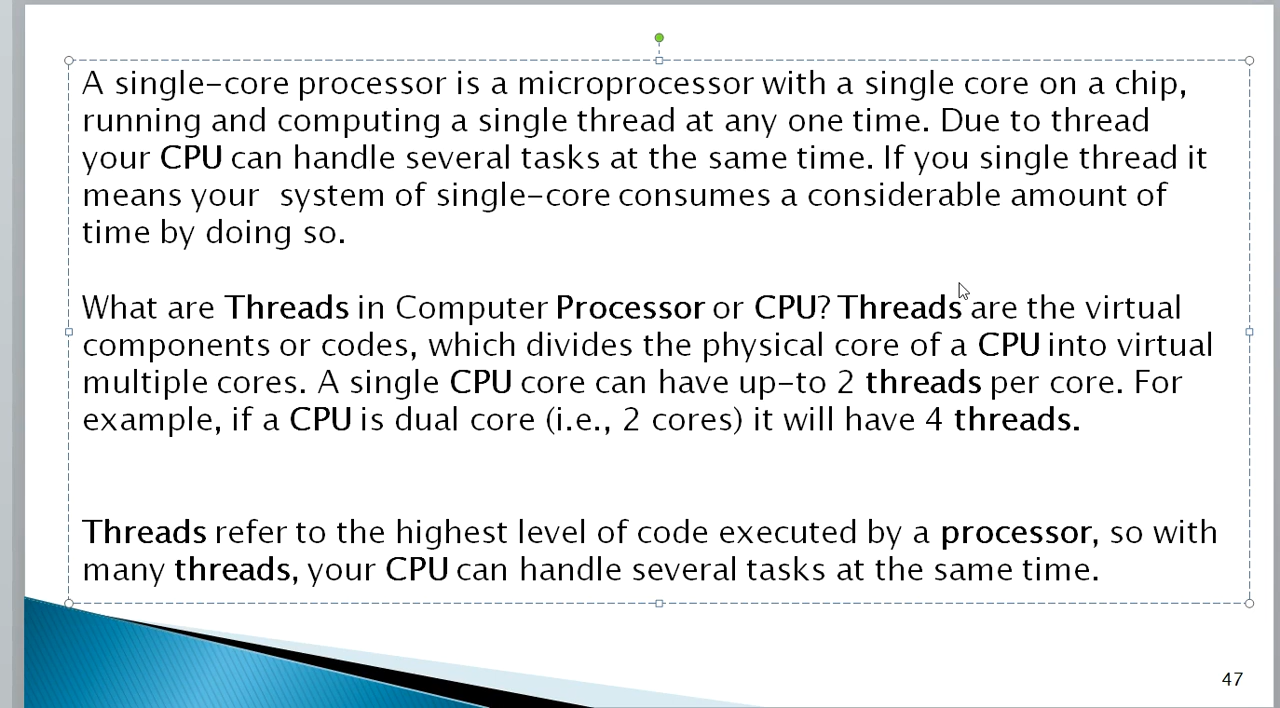 A single-core processor is a microprocessor with a single core on a chip,
running and computing a single thread at any one time. Due to thread
your CPU can handle several tasks at the same time. If you single thread it
means your  system of single-core consumes a considerable amount of
time by doing so.
What are Threads in Computer Processor or CPU? Threads are the virtual
components or codes, which divides the physical core of a CPU into virtual
multiple cores. A single CPU core can have up-to 2 threads per core. For
example, if a CPU is dual core (i.e., 2 cores) it will have 4 threads.
Threads refer to the highest level of code executed by a processor, so with
many threads, your CPU can handle several tasks at the same time.
47